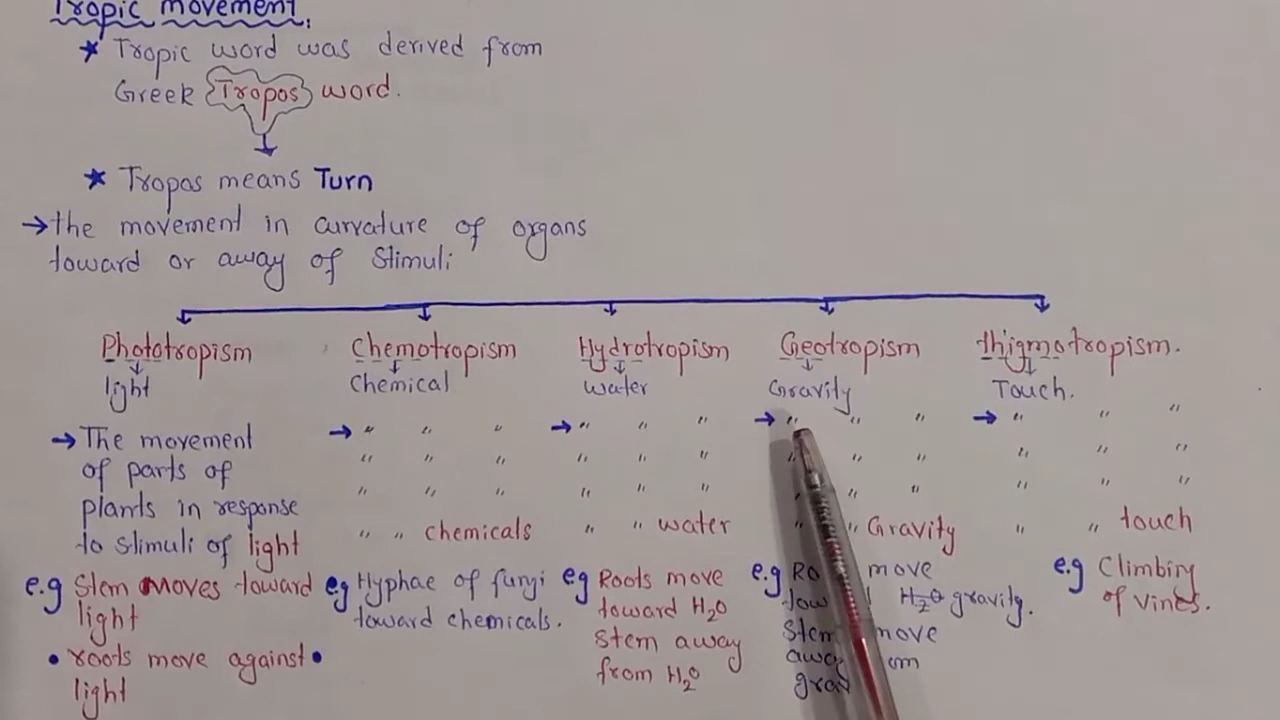 Tropic movement.
* Tropic word was derived from
Greek Tropos word.
* Tropos means Turn
→ the movement in curvature of organs
toward or away of Stimuli
Phototropism
light
→ The movement
of parts of
plants in response
to stimuli of light
e.g Stem moves toward
light
• roots move against •
light
Chemotropism
Chemical
→ " " "
" " "
" " "
" " chemicals
e.g Hyphae of fungi
toward chemicals.
Hydrotropism
water
→ " " "
" " "
" " "
" " water
e.g Roots move
toward H2O
Stem away
from H2O
Geotropism
Gravity
→ " " "
" " "
" " "
" " Gravity
e.g move
H2O gravity.
Stem move
thigmotropism.
Touch.
→ " " "
" " "
" " "
" " touch
e.g Climbing
of vines.